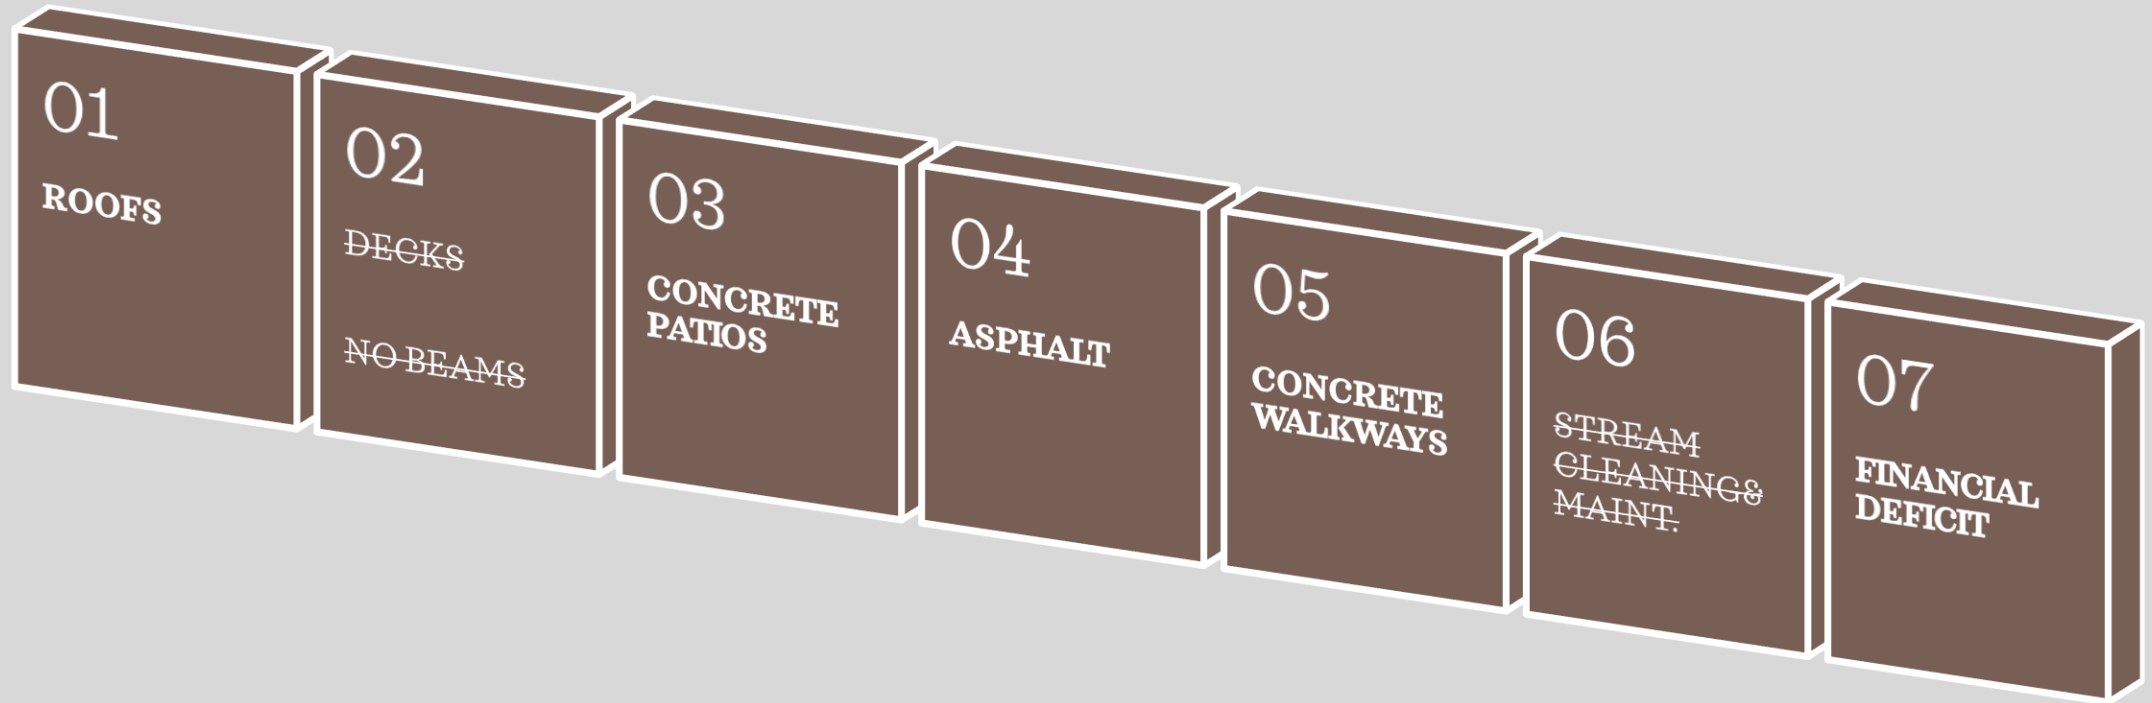 01
ROOFS
02
DECKS
NO BEAMS
03
CONCRETE
PATIOS
04
ASPHALT
05
CONCRETE
WALKWAYS
06
STREAM
CLEANING&
MAINT.
07
FINANCIAL
DEFICIT